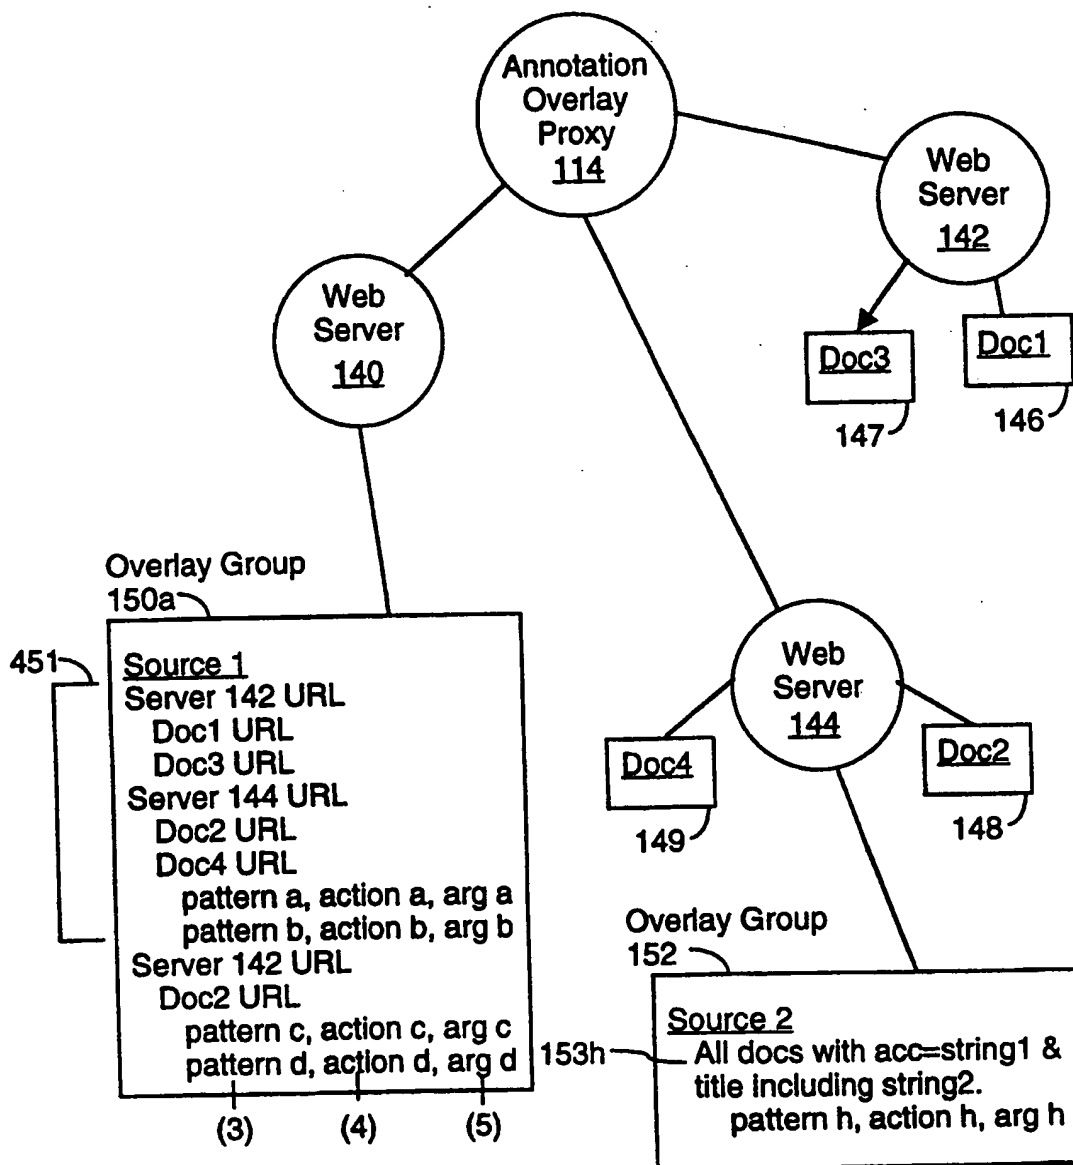 Annotation
Overlay
Proxy
114
Web
Server
142
Web
Server
140
Doc3
Doc1
147
146
Overlay Group
150a
451
Source 1
Server 142 URL
Doc1 URL
Doc3 URL
Server 144 URL
Doc2 URL
Doc4 URL
pattern a, action a, arg a
pattern b, action b, arg b
Server 142 URL
Doc2 URL
pattern c, action c, arg c
pattern d, action d, arg d
(3) (4) (5)
Web
Server
144
Doc4
Doc2
149
148
Overlay Group
152
Source 2
153h
All docs with acc=string1 &
title including string2.
pattern h, action h, arg h